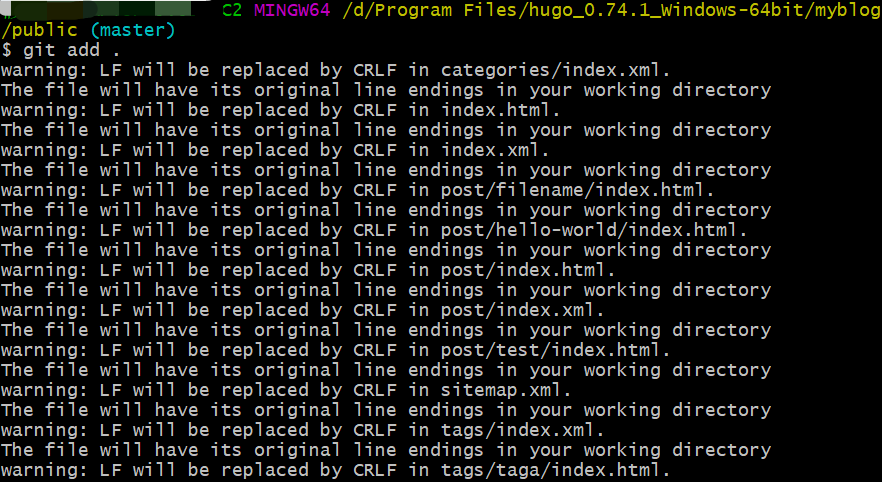 C2 MINGW64 /d/Program Files/hugo_0.74.1_Windows-64bit/myblog
/public (master)
$ git add .
warning: LF will be replaced by CRLF in categories/index.xml.
The file will have its original line endings in your working directory
warning: LF will be replaced by CRLF in index.html.
The file will have its original line endings in your working directory
warning: LF will be replaced by CRLF in index.xml.
The file will have its original line endings in your working directory
warning: LF will be replaced by CRLF in post/filename/index.html.
The file will have its original line endings in your working directory
warning: LF will be replaced by CRLF in post/hello-world/index.html.
The file will have its original line endings in your working directory
warning: LF will be replaced by CRLF in post/index.html.
The file will have its original line endings in your working directory
warning: LF will be replaced by CRLF in post/index.xml.
The file will have its original line endings in your working directory
warning: LF will be replaced by CRLF in post/test/index.html.
The file will have its original line endings in your working directory
warning: LF will be replaced by CRLF in sitemap.xml.
The file will have its original line endings in your working directory
warning: LF will be replaced by CRLF in tags/index.xml.
The file will have its original line endings in your working directory
warning: LF will be replaced by CRLF in tags/taga/index.html.